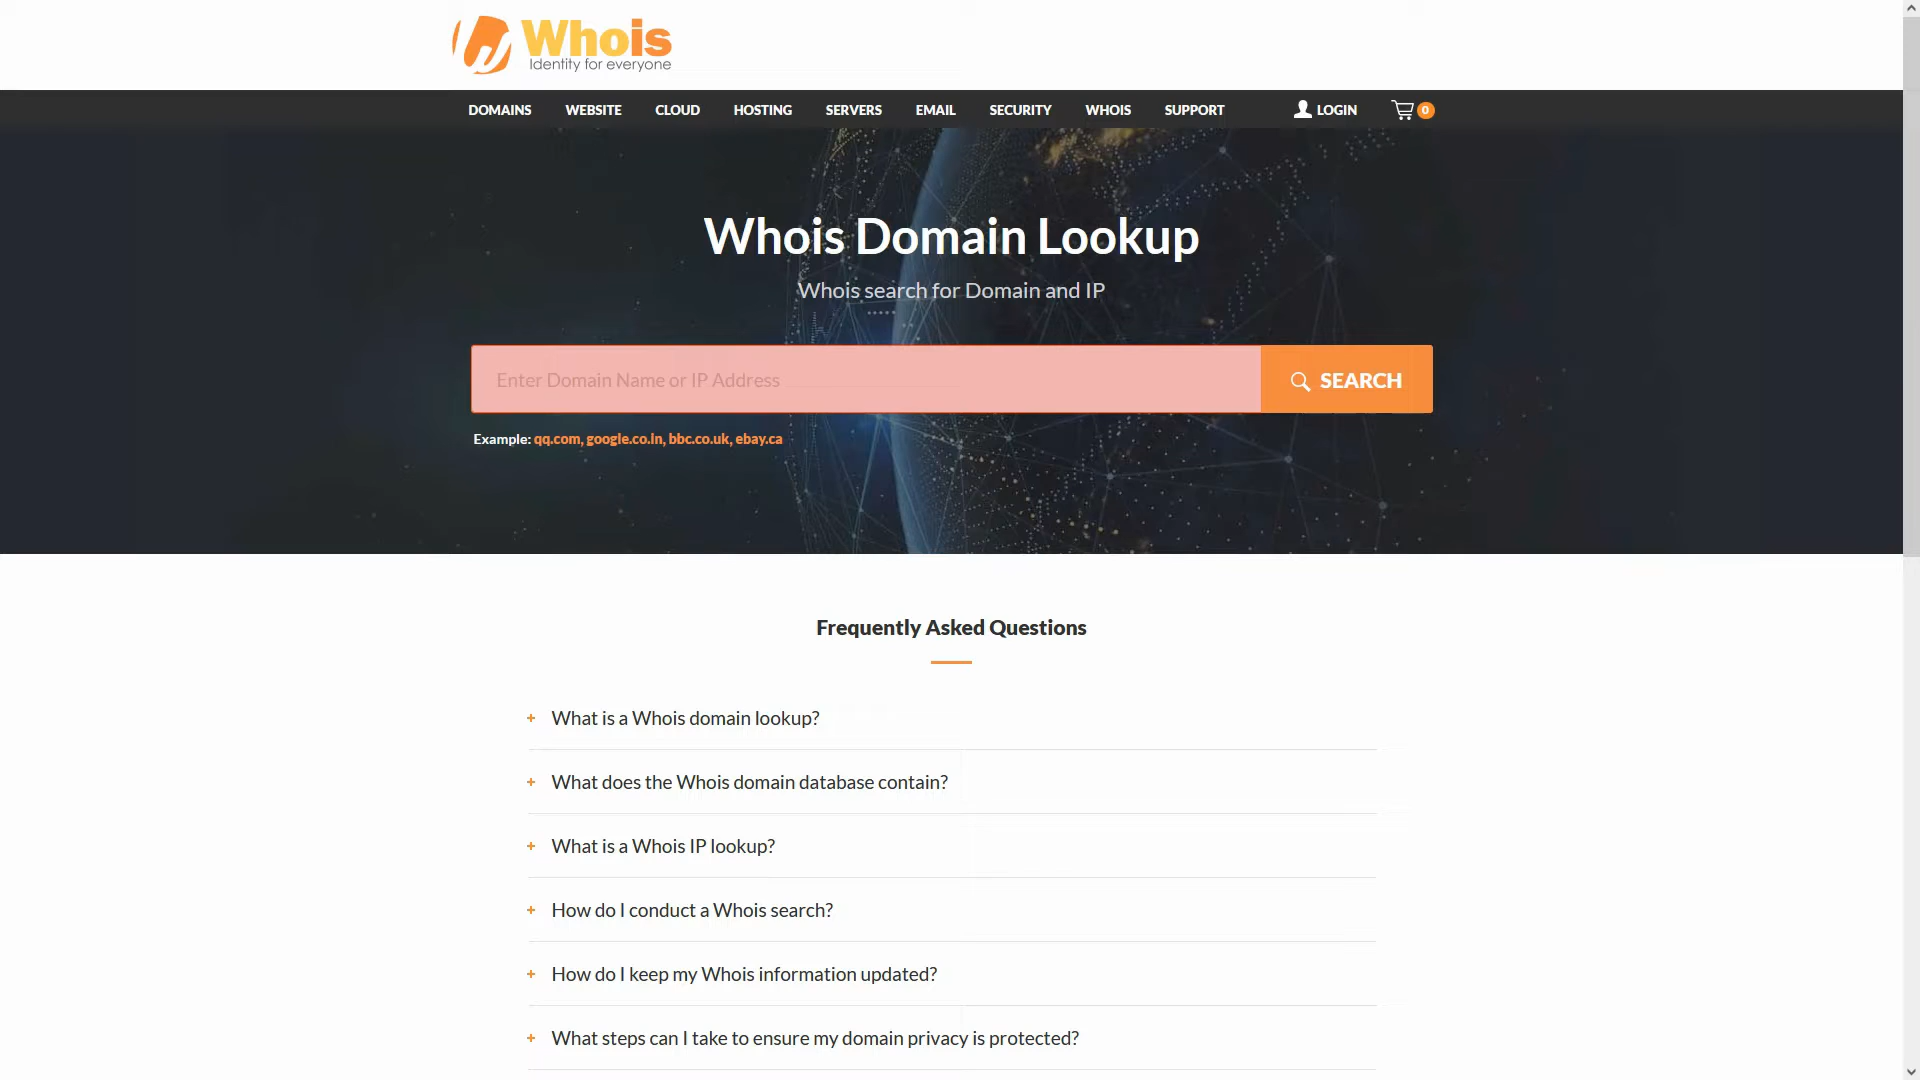 Whois
Identity for everyone
DOMAINS WEBSITE CLOUD HOSTING SERVERS EMAIL SECURITY WHOIS SUPPORT LOGIN 0
Whois Domain Lookup
Whois search for Domain and IP
Enter Domain Name or IP Address SEARCH
Example: qq.com, google.co.in, bbc.co.uk, ebay.ca
Frequently Asked Questions
+ What is a Whois domain lookup?
+ What does the Whois domain database contain?
+ What is a Whois IP lookup?
+ How do I conduct a Whois search?
+ How do I keep my Whois information updated?
+ What steps can I take to ensure my domain privacy is protected?